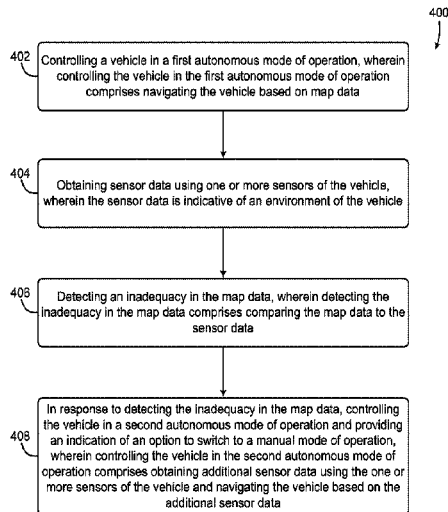 400
402
Controlling a vehicle in a first autonomous mode of operation, wherein
controlling the vehicle in the first autonomous mode of operation
comprises navigating the vehicle based on map data
404
Obtaining sensor data using one or more sensors of the vehicle,
wherein the sensor data is indicative of an environment of the vehicle
406
Detecting an inadequacy in the map data, wherein detecting the
inadequacy in the map data comprises comparing the map data to the
sensor data
408
In response to detecting the inadequacy in the map data, controlling
the vehicle in a second autonomous mode of operation and providing
an indication of an option to switch to a manual mode of operation,
wherein controlling the vehicle in the second autonomous mode of
operation comprises obtaining additional sensor data using the one or
more sensors of the vehicle and navigating the vehicle based on the
additional sensor data